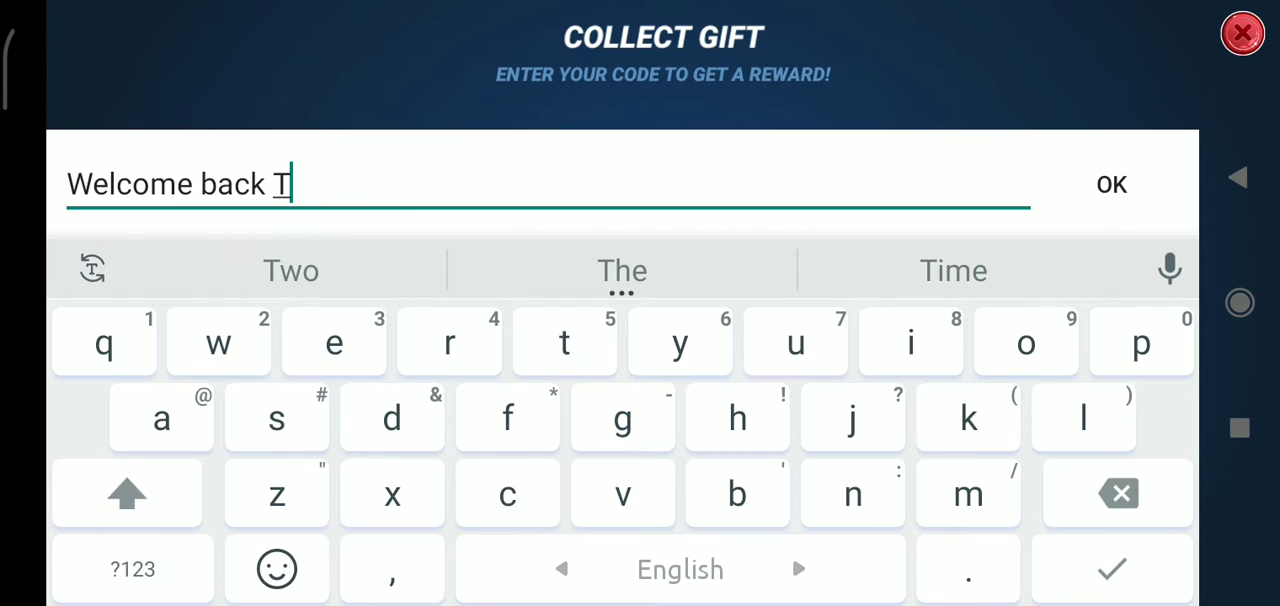 COLLECT GIFT
ENTER YOUR CODE TO GET A REWARD!
Welcome back T
OK
Two The Time
q 1 w 2 e 3 r 4 t 5 y 6 u 7 i 8 o 9 p 0
a @ s # d & f * g - h ! j ? k ( l )
z " x c v b ' n : m /
?123 , English .